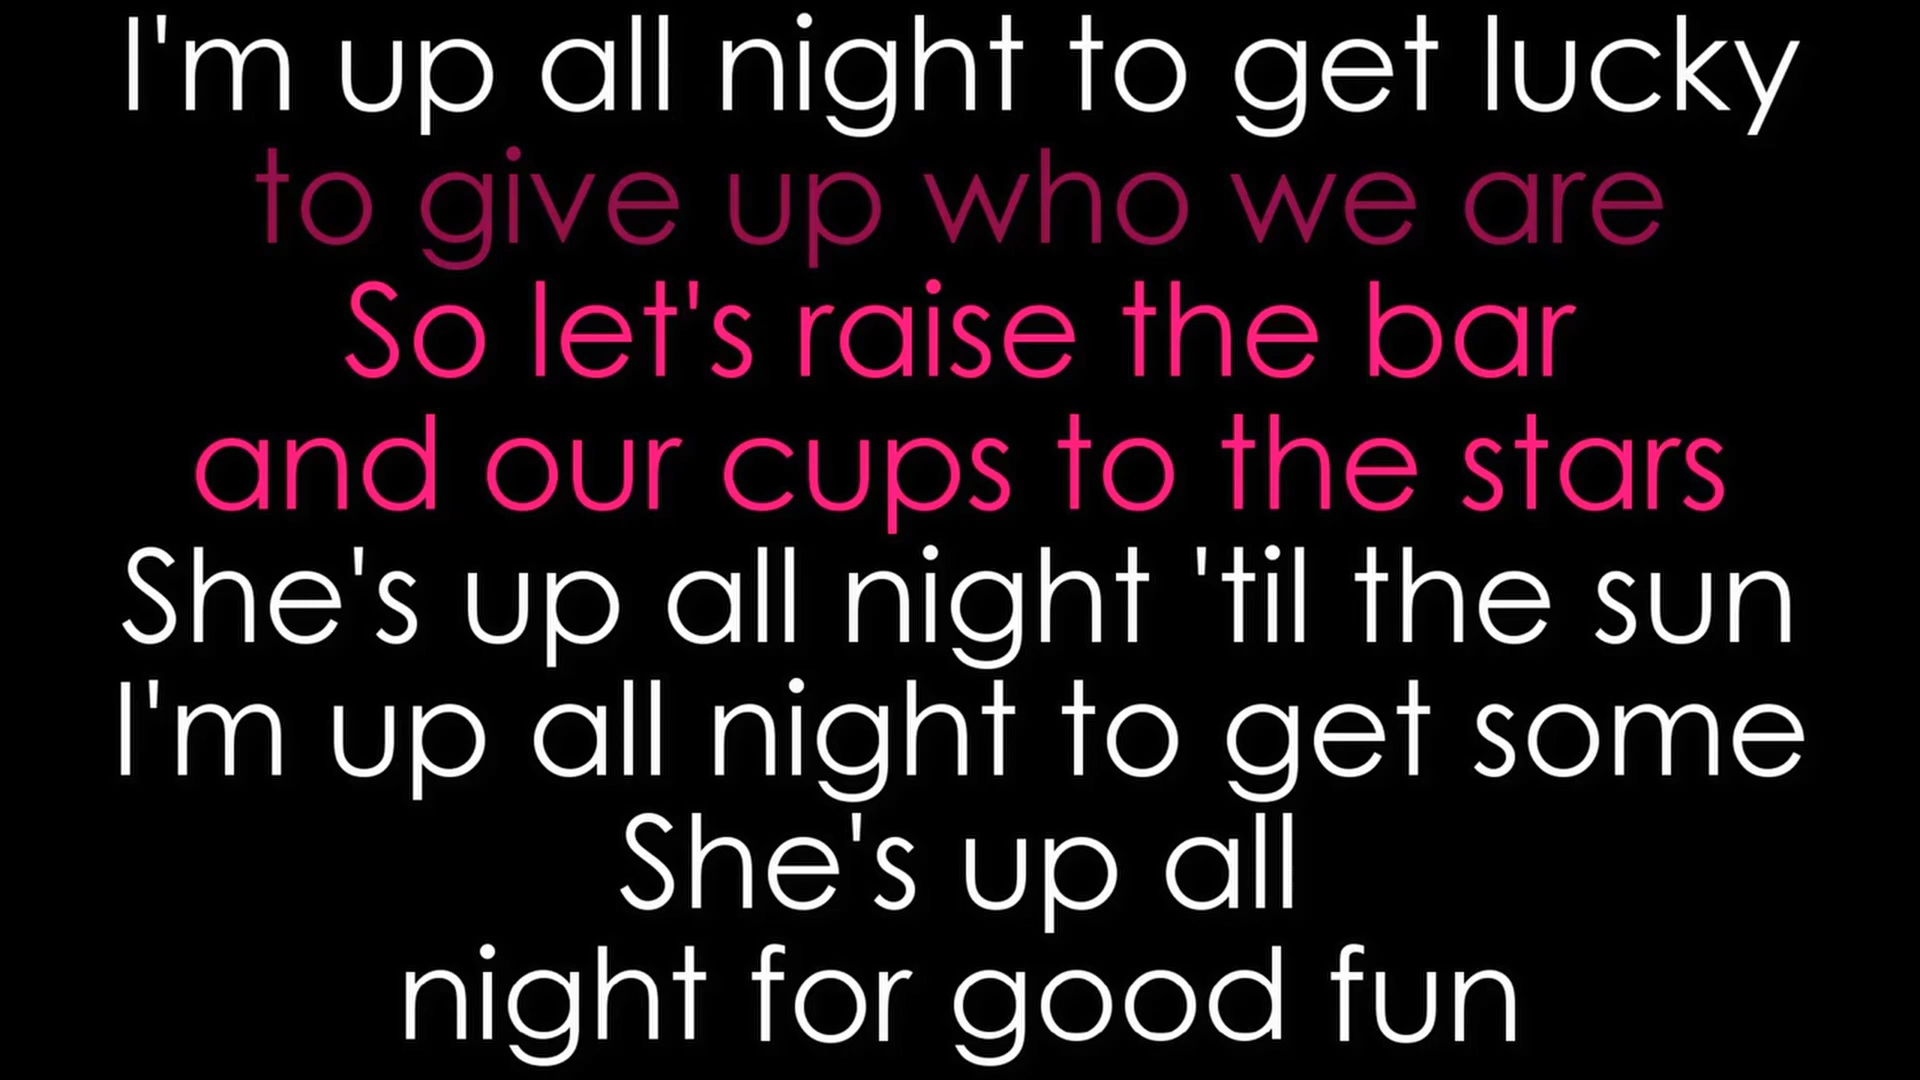 I'm up all night to get lucky
to give up who we are
So let's raise the bar
and our cups to the stars
She's up all night 'til the sun
I'm up all night to get some
She's up all
night for good fun